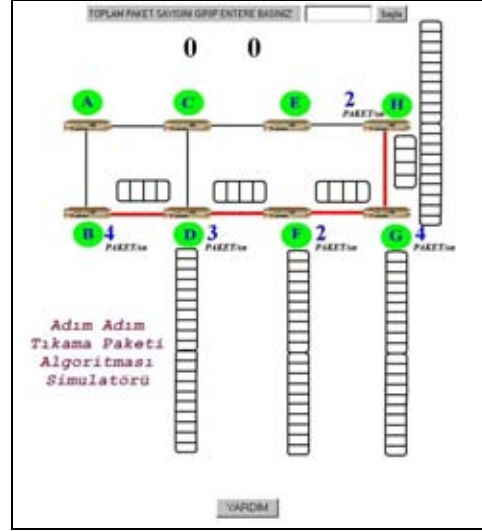 TOPLAM PAKET SAYISINI GIRIP ENTERE BASINIZ Başla
0 0
A C E 2 H
PAKET/sn
B 4 D 3 F 2 G 4
PAKET/sn PAKET/sn PAKET/sn PAKET/sn
Adım Adım
Tıkama Paketi
Algoritması
Simulatörü
YARDIM